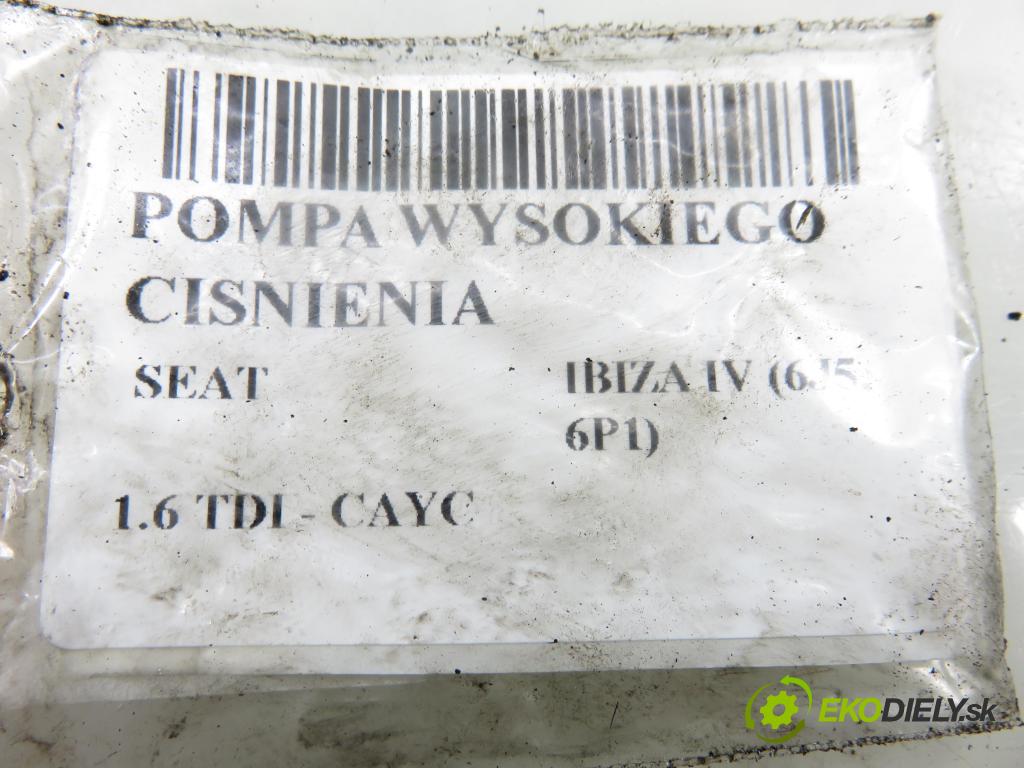 POMPA WYSOKIEGO
CISNIENIA
SEAT IBIZA IV (6J5,
6P1)
1.6 TDI - CAYC
EKODIELY.sk